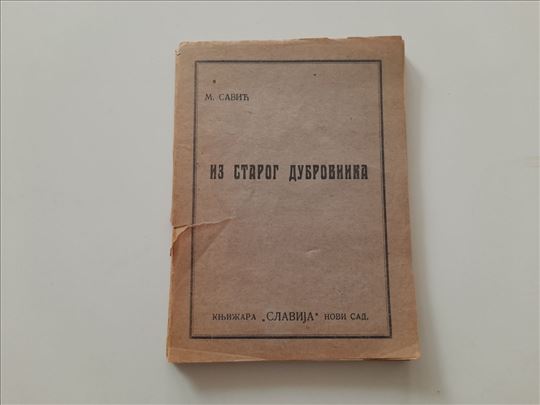 М. САВИЋ
ИЗ СТАРОГ ДУБРОВНИКА
КЊИЖАРА „СЛАВИЈА" НОВИ САД.